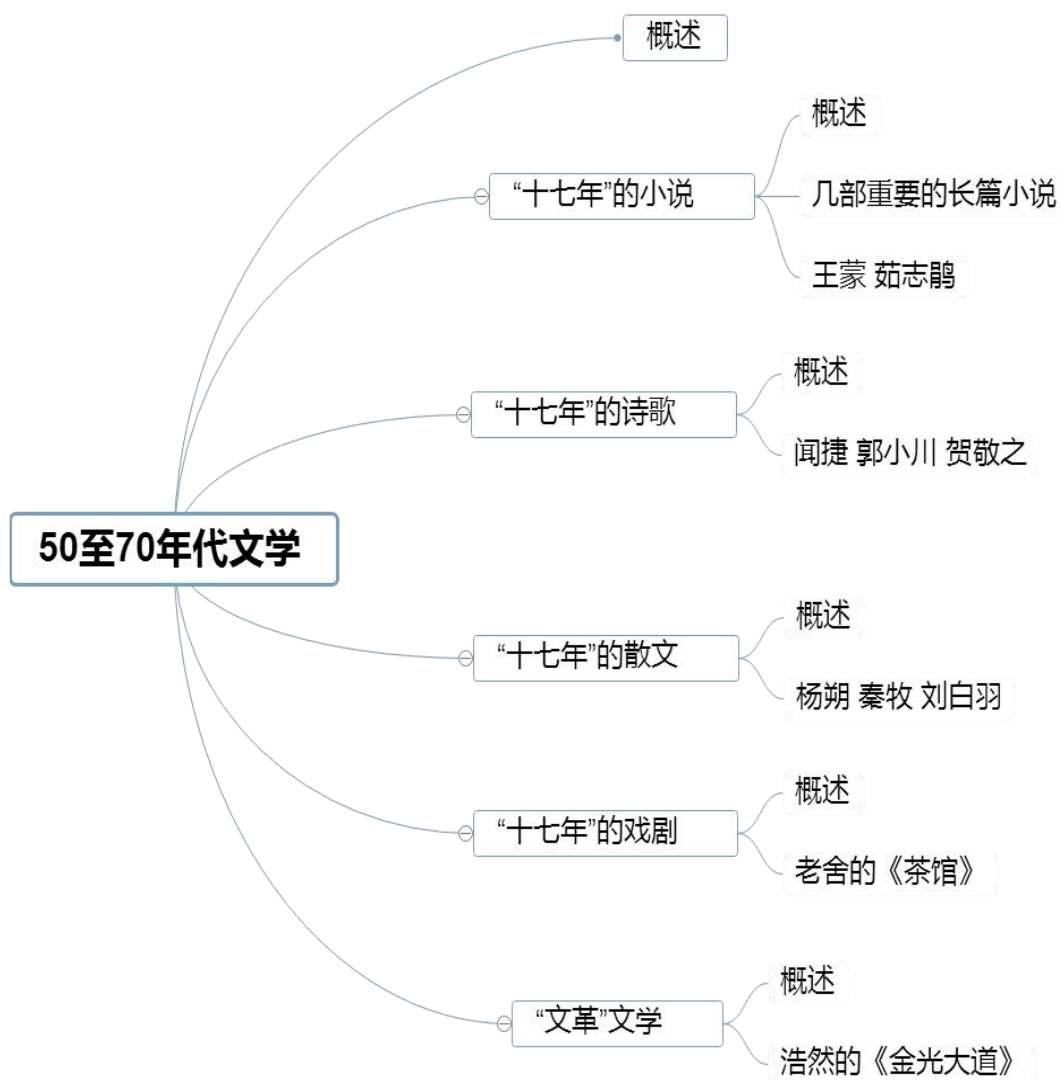 50至70年代文学
概述
“十七年”的小说
概述
几部重要的长篇小说
王蒙 茹志鹃
“十七年”的诗歌
概述
闻捷 郭小川 贺敬之
“十七年”的散文
概述
杨朔 秦牧 刘白羽
“十七年”的戏剧
概述
老舍的《茶馆》
“文革”文学
概述
浩然的《金光大道》